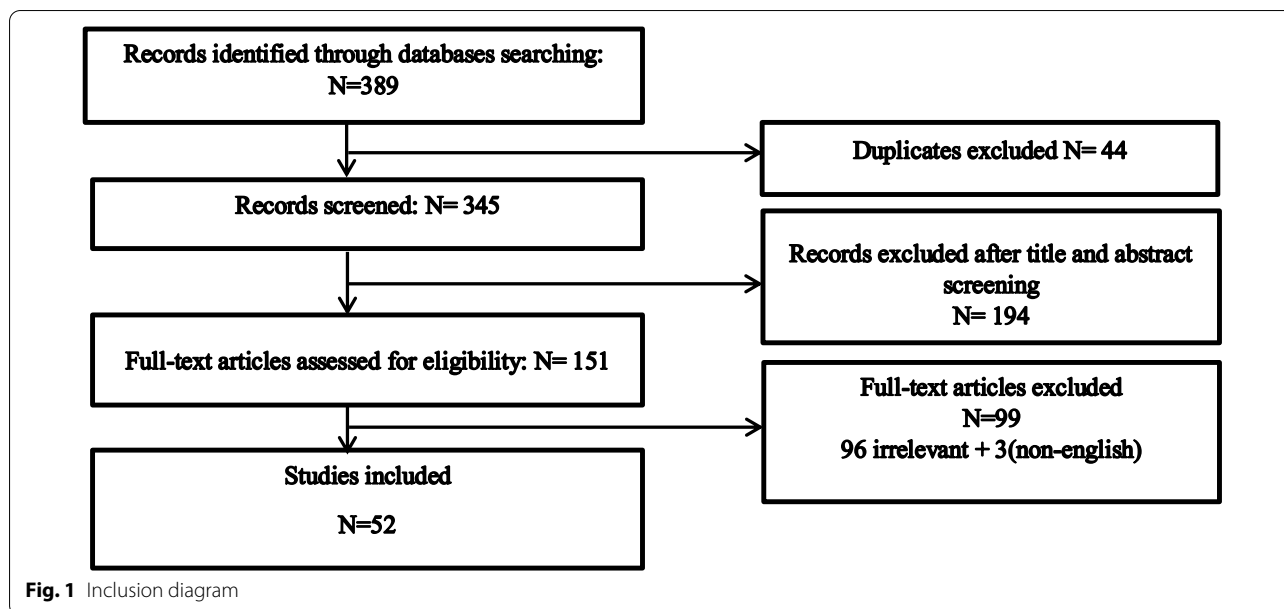 Records identified through databases searching:
N=389
Duplicates excluded N= 44
Records screened: N= 345
Records excluded after title and abstract
screening
N= 194
Full-text articles assessed for eligibility: N= 151
Full-text articles excluded
N=99
96 irrelevant + 3(non-english)
Studies included
N=52
Fig. 1 Inclusion diagram